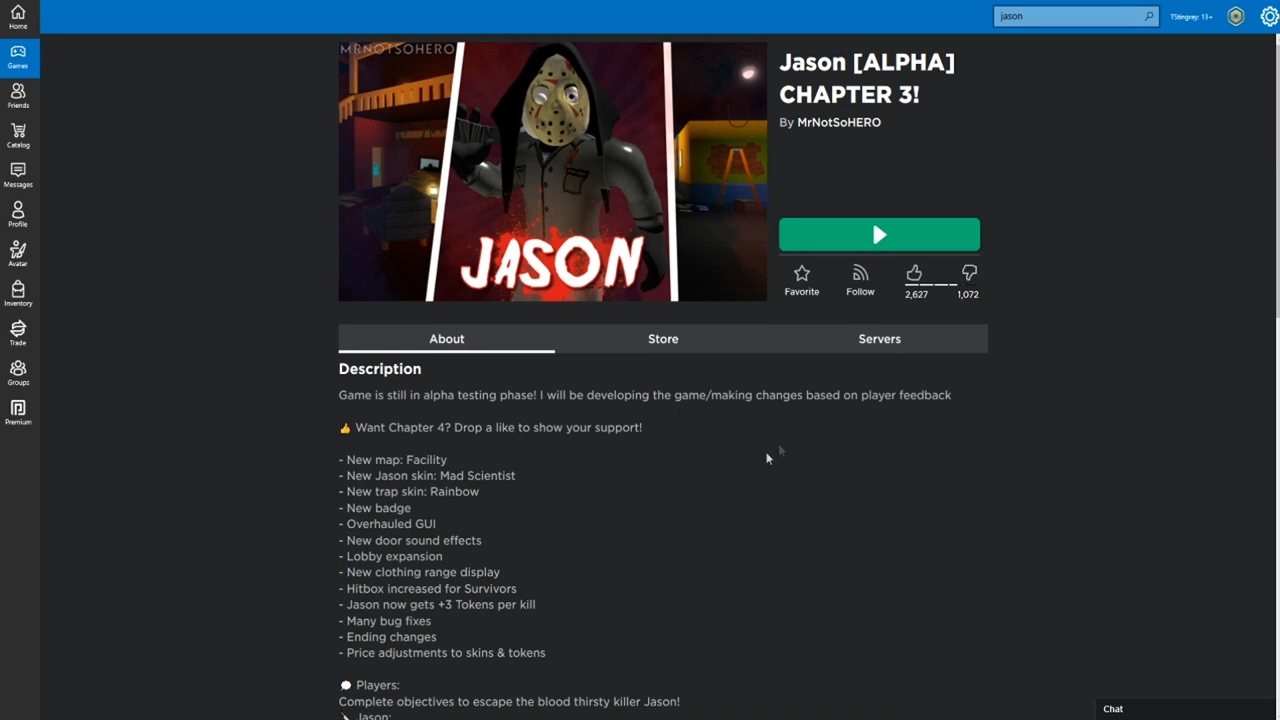 Home
jason
TStingray: 13+
Games
Friends
Catalog
Messages
Profile
Avatar
Inventory
Trade
Groups
Premium
MRNOTSOHERO
JASON
Jason [ALPHA]
CHAPTER 3!
By MrNotSoHERO
Favorite
Follow
2,627
1,072
About
Store
Servers
Description
Game is still in alpha testing phase! I will be developing the game/making changes based on player feedback
👍 Want Chapter 4? Drop a like to show your support!
- New map: Facility
- New Jason skin: Mad Scientist
- New trap skin: Rainbow
- New badge
- Overhauled GUI
- New door sound effects
- Lobby expansion
- New clothing range display
- Hitbox increased for Survivors
- Jason now gets +3 Tokens per kill
- Many bug fixes
- Ending changes
- Price adjustments to skins & tokens
💭 Players:
Complete objectives to escape the blood thirsty killer Jason!
🔪 Jason:
Chat